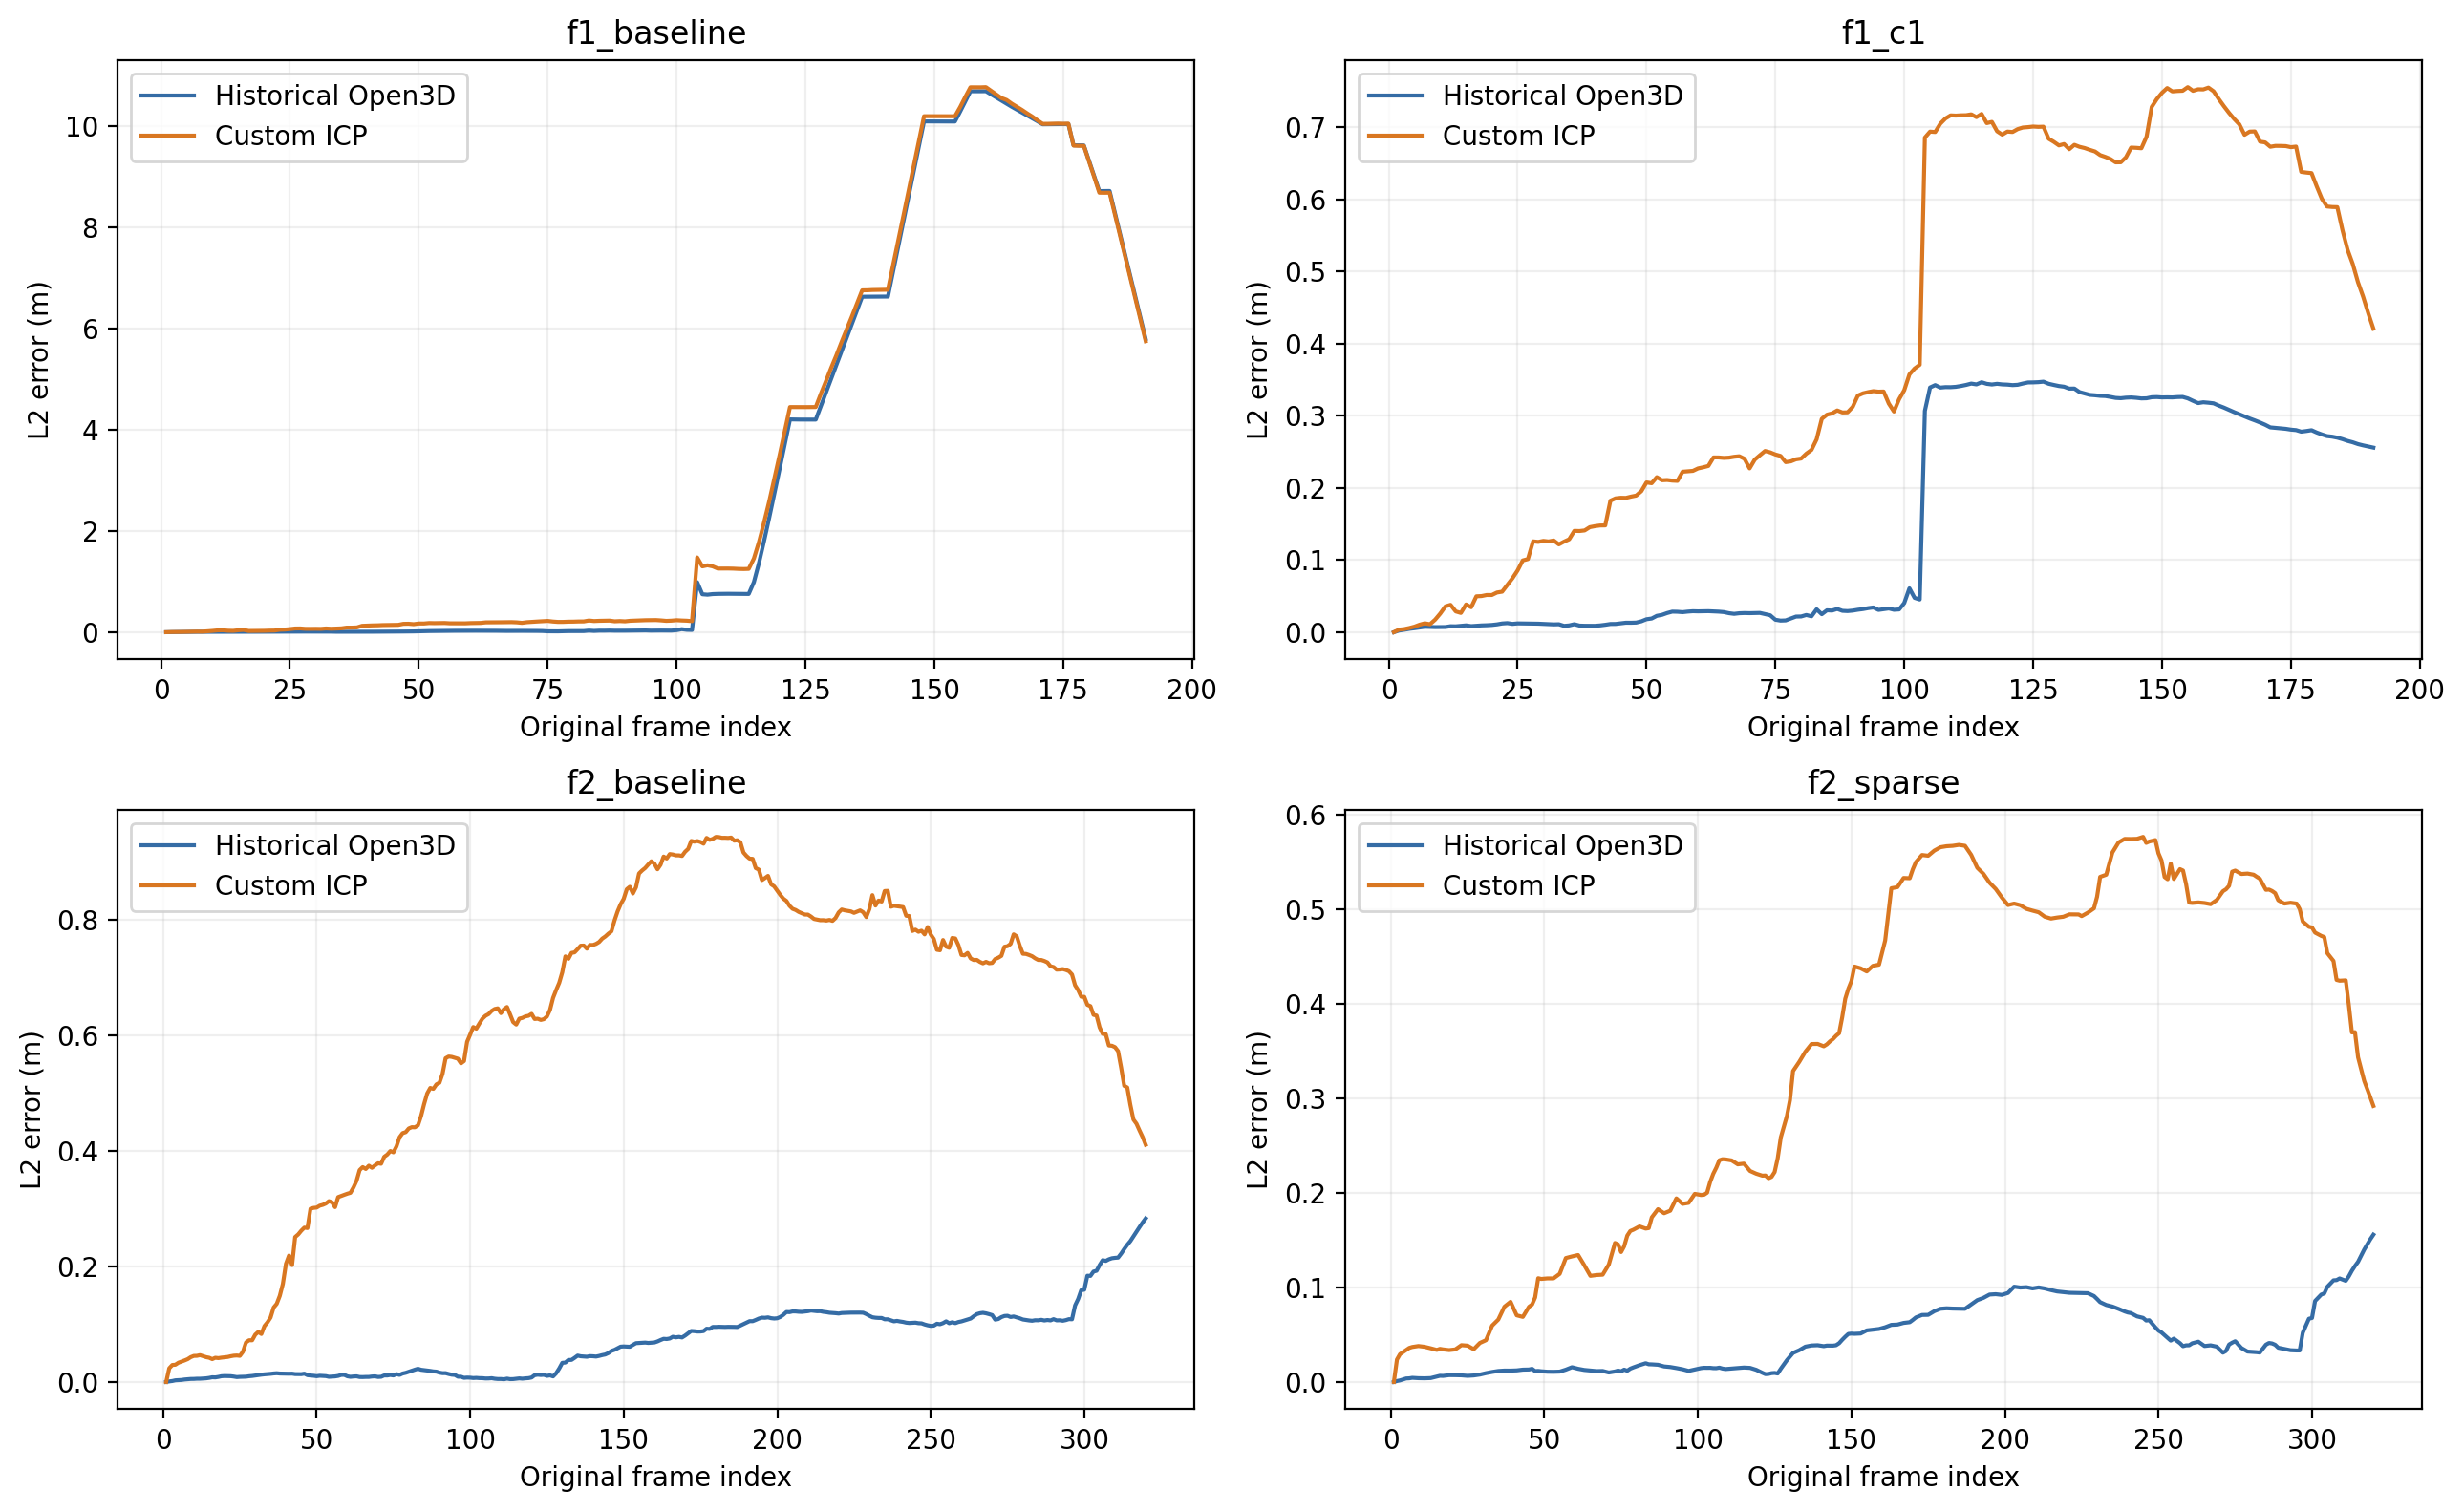 f1_baseline
Historical Open3D
Custom ICP
L2 error (m)
10
8
6
4
2
0
0 25 50 75 100 125 150 175 200
Original frame index
f1_c1
Historical Open3D
Custom ICP
L2 error (m)
0.7
0.6
0.5
0.4
0.3
0.2
0.1
0.0
0 25 50 75 100 125 150 175 200
Original frame index
f2_baseline
Historical Open3D
Custom ICP
L2 error (m)
0.8
0.6
0.4
0.2
0.0
0 50 100 150 200 250 300
Original frame index
f2_sparse
Historical Open3D
Custom ICP
L2 error (m)
0.6
0.5
0.4
0.3
0.2
0.1
0.0
0 50 100 150 200 250 300
Original frame index